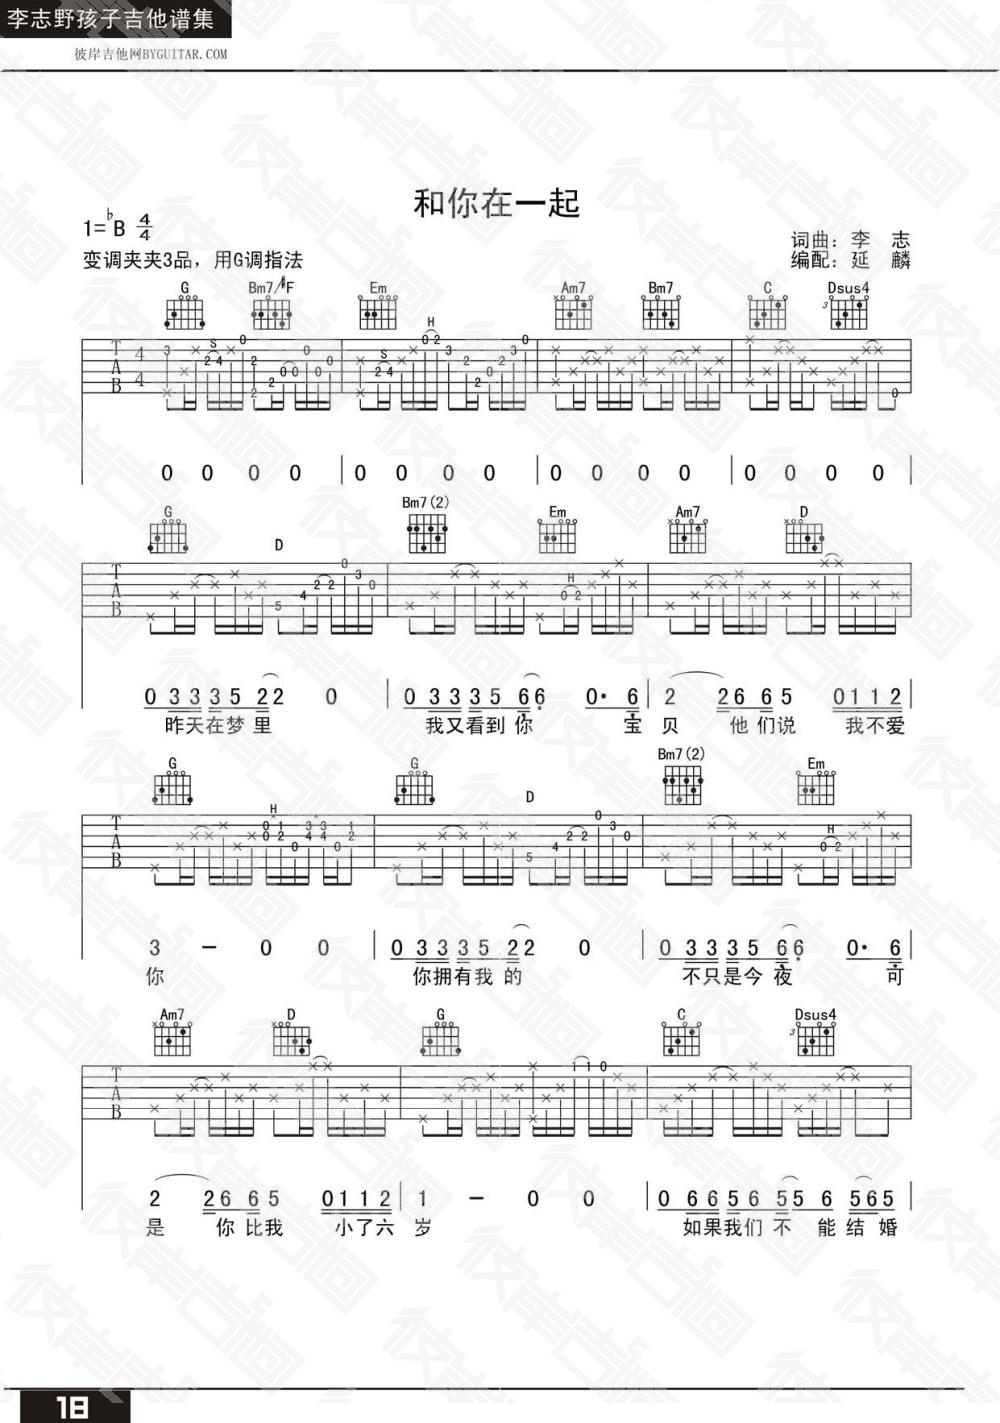 李志野孩子吉他谱集
彼岸吉他网BYGUITAR.COM
和你在一起
1=♭B 4/4
变调夹夹3品，用G调指法
词曲：李 志
编配：延 麟
G Bm7/#F Em Am7 Bm7 C Dsus4
0 0 0 0 0 0 0 0 0 0 0 0 0 0 0 0
G D Bm7(2) Em Am7 D
0 3 3 3 5 2 2 0 0 3 3 3 5 6 6 0· 6 2 2 6 6 5 0 1 1 2
昨天在梦里 我又看到你 宝 贝 他们说 我不爱
G G D Bm7(2) Em
3 － 0 0 0 3 3 3 5 2 2 0 0 3 3 3 5 6 6 0· 6
你 你拥有我的 不只是今夜 可
Am7 D G C Dsus4
2 2 6 6 5 0 1 1 2 1 － 0 0 0 6 6 5 6 5 5 6 5 6 5
是 你比我 小了六 岁 如果我们不 能结婚
18